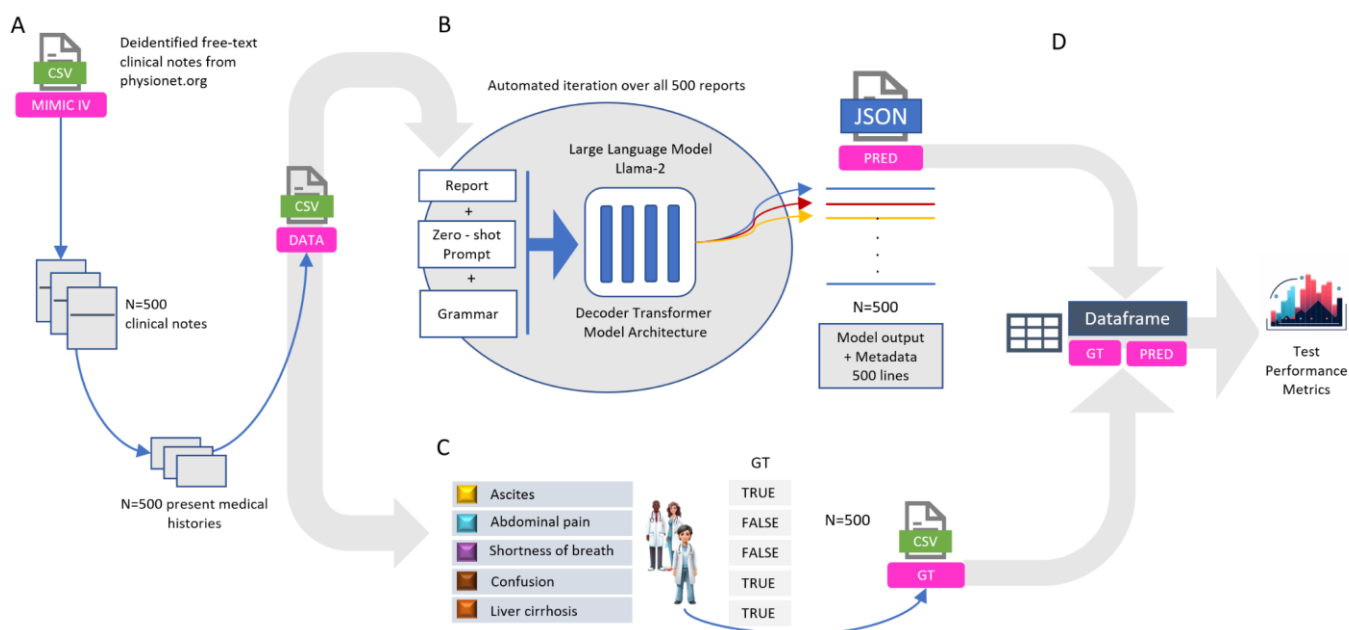 A
Deidentified free-text
clinical notes from
physionet.org
CSV
MIMIC IV
N=500
clinical notes
N=500 present medical
histories
CSV
DATA
B
Automated iteration over all 500 reports
Large Language Model
Llama-2
Report
+
Zero - shot
Prompt
+
Grammar
Decoder Transformer
Model Architecture
JSON
PRED
N=500
Model output
+ Metadata
500 lines
C
GT
Ascites
TRUE
Abdominal pain
FALSE
Shortness of breath
FALSE
Confusion
TRUE
Liver cirrhosis
TRUE
N=500
CSV
GT
D
Dataframe
GT
PRED
Test
Performance
Metrics